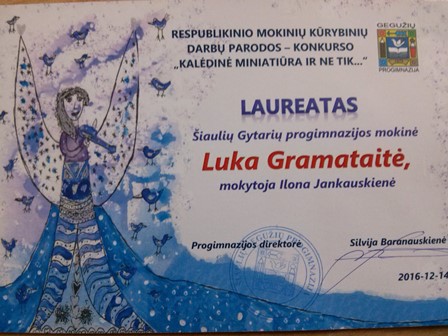 RESPUBLIKINIO MOKINIŲ KŪRYBINIŲ
DARBŲ PARODOS – KONKURSO
„KALĖDINĖ MINIATIŪRA IR NE TIK...“
GEGUŽIŲ
PROGIMNAZIJA
LAUREATAS
Šiaulių Gytarių progimnazijos mokinė
Luka Gramataitė,
mokytoja Ilona Jankauskienė
Progimnazijos direktorė
Silvija Baranauskienė
2016-12-14